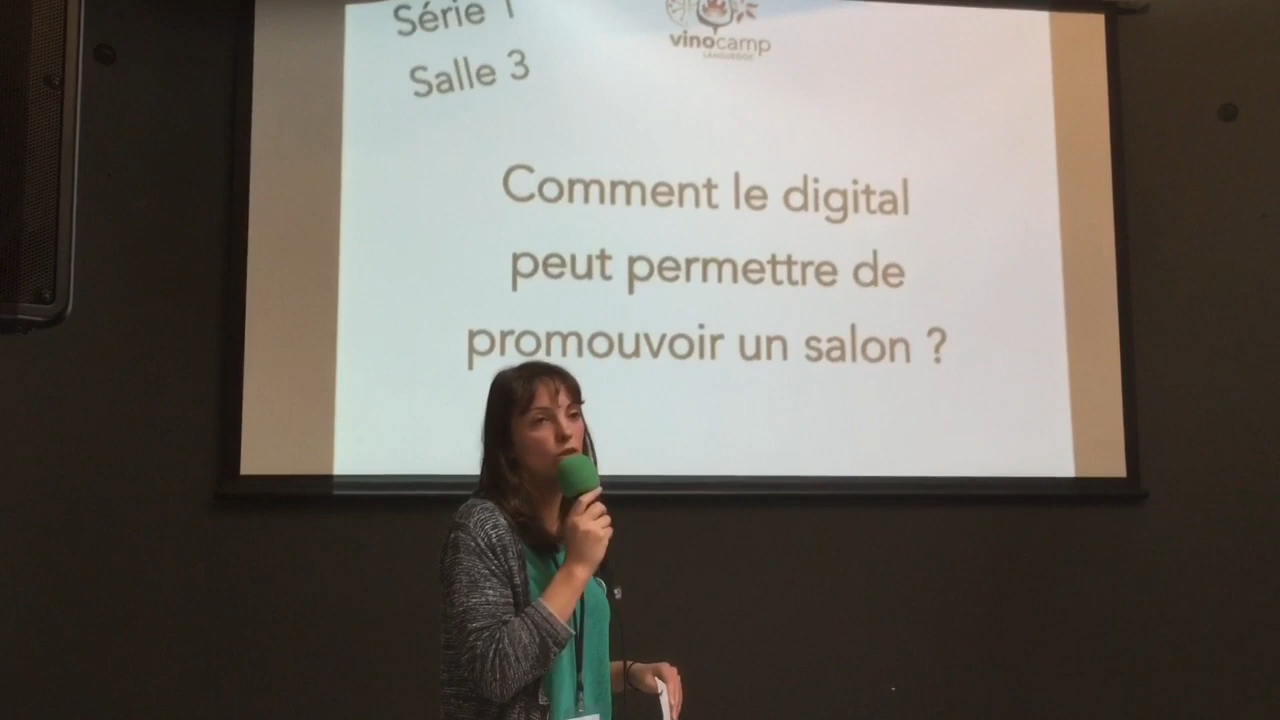 Série 1
Salle 3
vinocamp
LANGUEDOC
Comment le digital
peut permettre de
promouvoir un salon ?